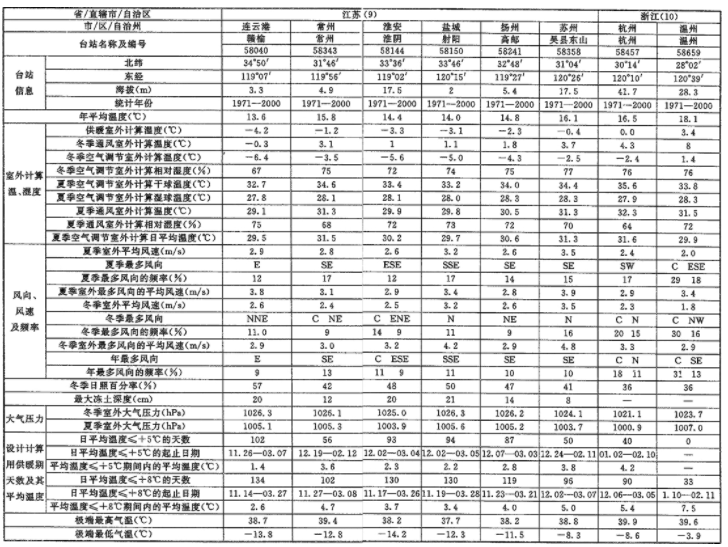 省/直辖市/自治区 江苏(9) 浙江(10)
市/区/自治州 连云港 常州 淮安 盐城 扬州 苏州 杭州 温州
台站名称及编号 赣榆 常州 淮阴 射阳 高邮 吴县东山 杭州 温州
58040 58343 58144 58150 58241 58358 58457 58659
台站信息 北纬 34°50′ 31°46′ 33°36′ 33°46′ 32°48′ 31°04′ 30°14′ 28°02′
东经 119°07′ 119°56′ 119°02′ 120°15′ 119°27′ 120°26′ 120°10′ 120°39′
海拔(m) 3.3 4.9 17.5 2 5.4 17.5 41.7 28.3
统计年份 1971—2000 1971—2000 1971—2000 1971—2000 1971—2000 1971—2000 1971—2000 1971—2000
年平均温度(℃) 13.6 15.8 14.4 14.0 14.8 16.1 16.5 18.1
室外计算温、湿度 供暖室外计算温度(℃) −4.2 −1.2 −3.3 −3.1 −2.3 −0.4 0.0 3.4
冬季通风室外计算温度(℃) −0.3 3.1 1 1.1 1.8 3.7 4.3 8
冬季空气调节室外计算温度(℃) −6.4 −3.5 −5.6 −5.0 −4.3 −2.5 −2.4 1.4
冬季空气调节室外计算相对湿度(%) 67 75 72 74 75 77 76 76
夏季空气调节室外计算干球温度(℃) 32.7 34.6 33.4 33.2 34.0 34.4 35.6 33.8
夏季空气调节室外计算湿球温度(℃) 27.8 28.1 28.1 28.0 28.3 28.3 27.9 28.3
夏季通风室外计算温度(℃) 29.1 31.3 29.9 29.8 30.5 31.3 32.3 31.5
夏季通风室外计算相对湿度(%) 75 68 72 73 72 70 64 72
夏季空气调节室外计算日平均温度(℃) 29.5 31.5 30.2 29.7 30.6 31.3 31.6 29.9
风向、风速及频率 夏季室外平均风速(m/s) 2.9 2.8 2.6 3.2 2.6 3.5 2.4 2.0
夏季最多风向 E SE ESE SSE SE SE SW C ESE
夏季最多风向的频率(%) 12 17 12 17 14 15 17 29 18
夏季室外最多风向的平均风速(m/s) 3.8 3.1 2.9 3.4 2.8 3.9 2.9 3.4
冬季室外平均风速(m/s) 2.6 2.4 2.5 3.2 2.6 3.5 2.3 1.8
冬季最多风向 NNE C NE C ENE N NE N C N C NW
冬季最多风向的频率(%) 11.0 9 14 9 11 9 16 20 15 30 16
冬季室外最多风向的平均风速(m/s) 2.9 3.0 3.2 4.2 2.9 4.8 3.3 2.9
年最多风向 E SE C ESE SSE SE SE C N C SE
年最多风向的频率(%) 9 13 11 9 11 10 10 18 11 31 13
冬季日照百分率(%) 57 42 48 50 47 41 36 36
最大冻土深度(cm) 20 12 20 21 14 8
大气压力 冬季室外大气压力(hPa) 1026.3 1026.1 1025.0 1026.3 1026.2 1024.1 1021.1 1023.7
夏季室外大气压力(hPa) 1005.1 1005.3 1003.9 1005.6 1005.2 1003.7 1000.9 1007.0
设计计算用供暖期天数及其平均温度 日平均温度≤+5℃的天数 102 56 93 94 87 50 40 0
日平均温度≤+5℃的起止日期 11.26—03.07 12.19—02.12 12.02—03.04 12.02—03.05 12.07—03.03 12.24—02.11 01.02—02.10
平均温度≤+5℃期间内的平均温度(℃) 1.4 3.6 2.3 2.2 2.8 3.8 4.2
日平均温度≤+8℃的天数 134 102 130 130 119 96 90 33
日平均温度≤+8℃的起止日期 11.14—03.27 11.27—03.08 11.17—03.26 11.19—03.28 11.23—03.21 12.02—03.07 12.06—03.05 1.10—02.11
平均温度≤+8℃期间内的平均温度(℃) 2.6 4.7 3.7 3.4 4.0 5.0 5.4 7.5
极端最高气温(℃) 38.7 39.4 38.2 37.7 38.2 38.8 39.9 39.6
极端最低气温(℃) −13.8 −12.8 −14.2 −12.3 −11.5 −8.3 −8.6 −3.9